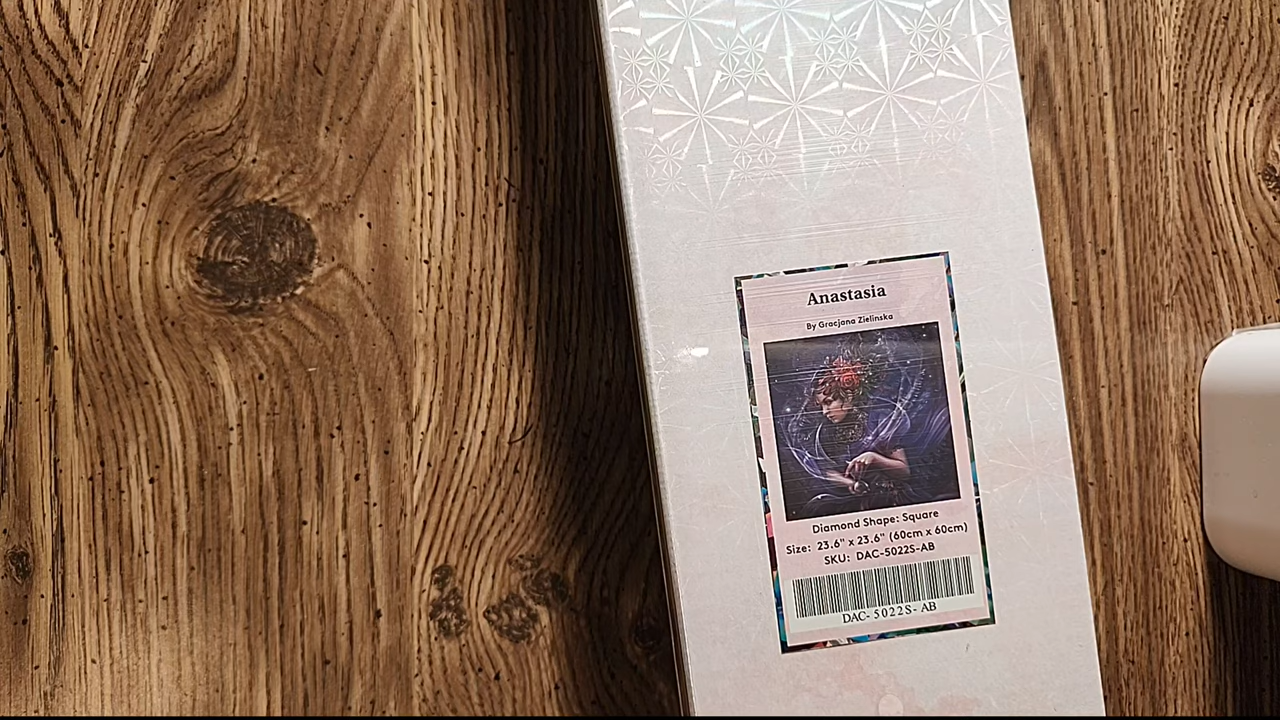 Anastasia
By Gracjana Zielinska
Diamond Shape: Square
Size: 23.6" x 23.6" (60cm x 60cm)
SKU: DAC-5022S-AB
DAC-5022S-AB